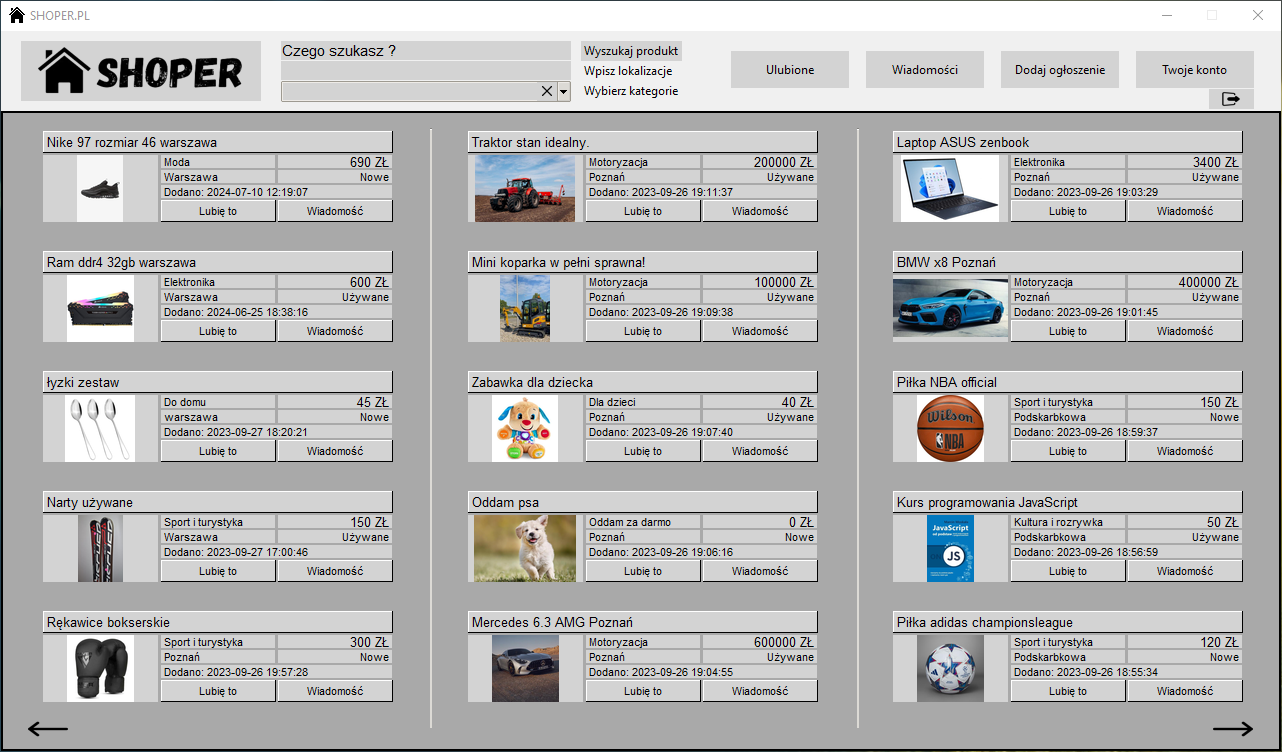 SHOPER.PL
SHOPER
Czego szukasz ?
Wyszukaj produkt
Wpisz lokalizacje
Wybierz kategorie
Ulubione
Wiadomości
Dodaj ogłoszenie
Twoje konto
Nike 97 rozmiar 46 warszawa
Moda 690 ZŁ
Warszawa Nowe
Dodano: 2024-07-10 12:19:07
Lubię to Wiadomość
Ram ddr4 32gb warszawa
Elektronika 600 ZŁ
Warszawa Używane
Dodano: 2024-06-25 18:38:16
Lubię to Wiadomość
łyzki zestaw
Do domu 45 ZŁ
warszawa Nowe
Dodano: 2023-09-27 18:20:21
Lubię to Wiadomość
Narty używane
Sport i turystyka 150 ZŁ
Warszawa Używane
Dodano: 2023-09-27 17:00:46
Lubię to Wiadomość
Rękawice bokserskie
Sport i turystyka 300 ZŁ
Poznań Nowe
Dodano: 2023-09-26 19:57:28
Lubię to Wiadomość
Traktor stan idealny.
Motoryzacja 200000 ZŁ
Poznań Używane
Dodano: 2023-09-26 19:11:37
Lubię to Wiadomość
Mini koparka w pełni sprawna!
Motoryzacja 100000 ZŁ
Poznań Używane
Dodano: 2023-09-26 19:09:38
Lubię to Wiadomość
Zabawka dla dziecka
Dla dzieci 40 ZŁ
Poznań Używane
Dodano: 2023-09-26 19:07:40
Lubię to Wiadomość
Oddam psa
Oddam za darmo 0 ZŁ
Poznań Nowe
Dodano: 2023-09-26 19:06:16
Lubię to Wiadomość
Mercedes 6.3 AMG Poznań
Motoryzacja 600000 ZŁ
Poznań Używane
Dodano: 2023-09-26 19:04:55
Lubię to Wiadomość
Laptop ASUS zenbook
Elektronika 3400 ZŁ
Poznań Używane
Dodano: 2023-09-26 19:03:29
Lubię to Wiadomość
BMW x8 Poznań
Motoryzacja 400000 ZŁ
Poznań Używane
Dodano: 2023-09-26 19:01:45
Lubię to Wiadomość
Piłka NBA official
Wilson
NBA
Sport i turystyka 150 ZŁ
Podskarbkowa Nowe
Dodano: 2023-09-26 18:59:37
Lubię to Wiadomość
Kurs programowania JavaScript
JavaScript
od podstaw
JS
Kultura i rozrywka 50 ZŁ
Podskarbkowa Używane
Dodano: 2023-09-26 18:56:59
Lubię to Wiadomość
Piłka adidas championsleague
Sport i turystyka 120 ZŁ
Podskarbkowa Nowe
Dodano: 2023-09-26 18:55:34
Lubię to Wiadomość